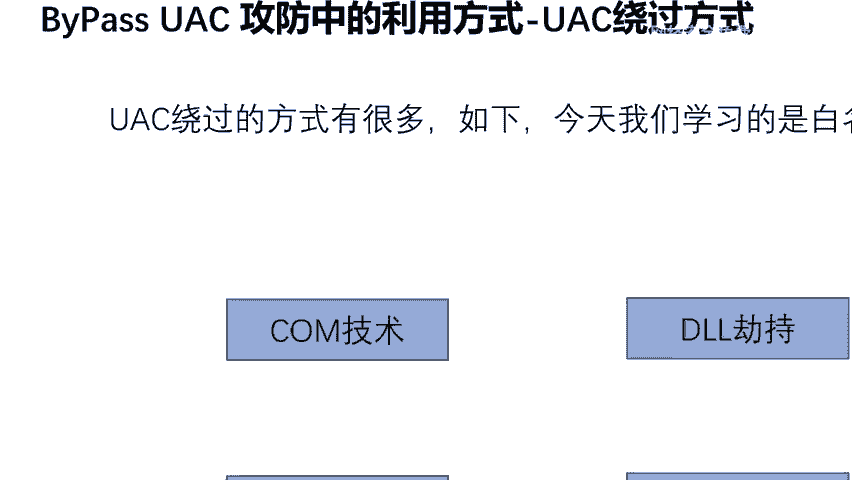 ByPass UAC 攻防中的利用方式-UAC绕过方式
UAC绕过的方式有很多，如下，今天我们学习的是白
COM技术
DLL劫持